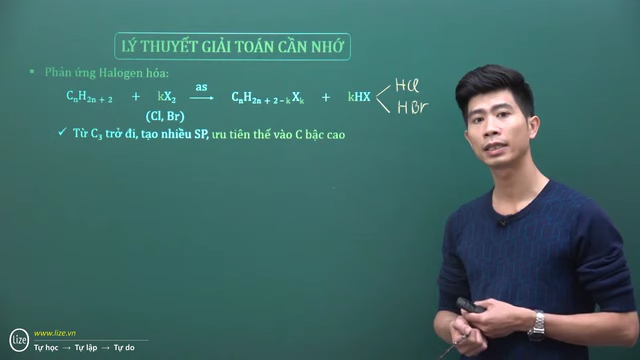 LÝ THUYẾT GIẢI TOÁN CẦN NHỚ
• Phản ứng Halogen hóa:
CₙH₂ₙ₊₂ + kX₂ —as→ CₙH₂ₙ₊₂₋ₖXₖ + kHX
HCl
HBr
(Cl, Br)
✓ Từ C₃ trở đi, tạo nhiều SP, ưu tiên thế vào C bậc cao
Lize
www.lize.vn
Tự học → Tự lập → Tự do